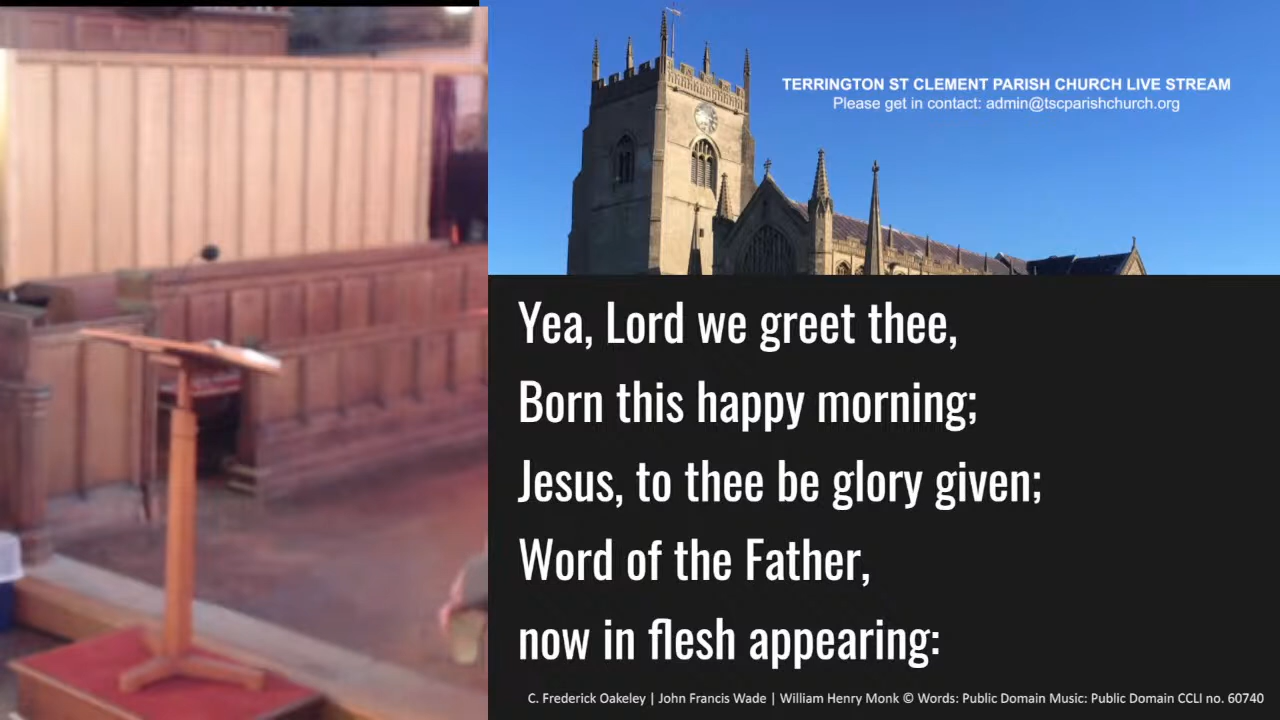 TERRINGTON ST CLEMENT PARISH CHURCH LIVE STREAM
Please get in contact: admin@tscparishchurch.org
Yea, Lord we greet thee,
Born this happy morning;
Jesus, to thee be glory given;
Word of the Father,
now in flesh appearing:
C. Frederick Oakeley | John Francis Wade | William Henry Monk © Words: Public Domain Music: Public Domain CCLI no. 60740